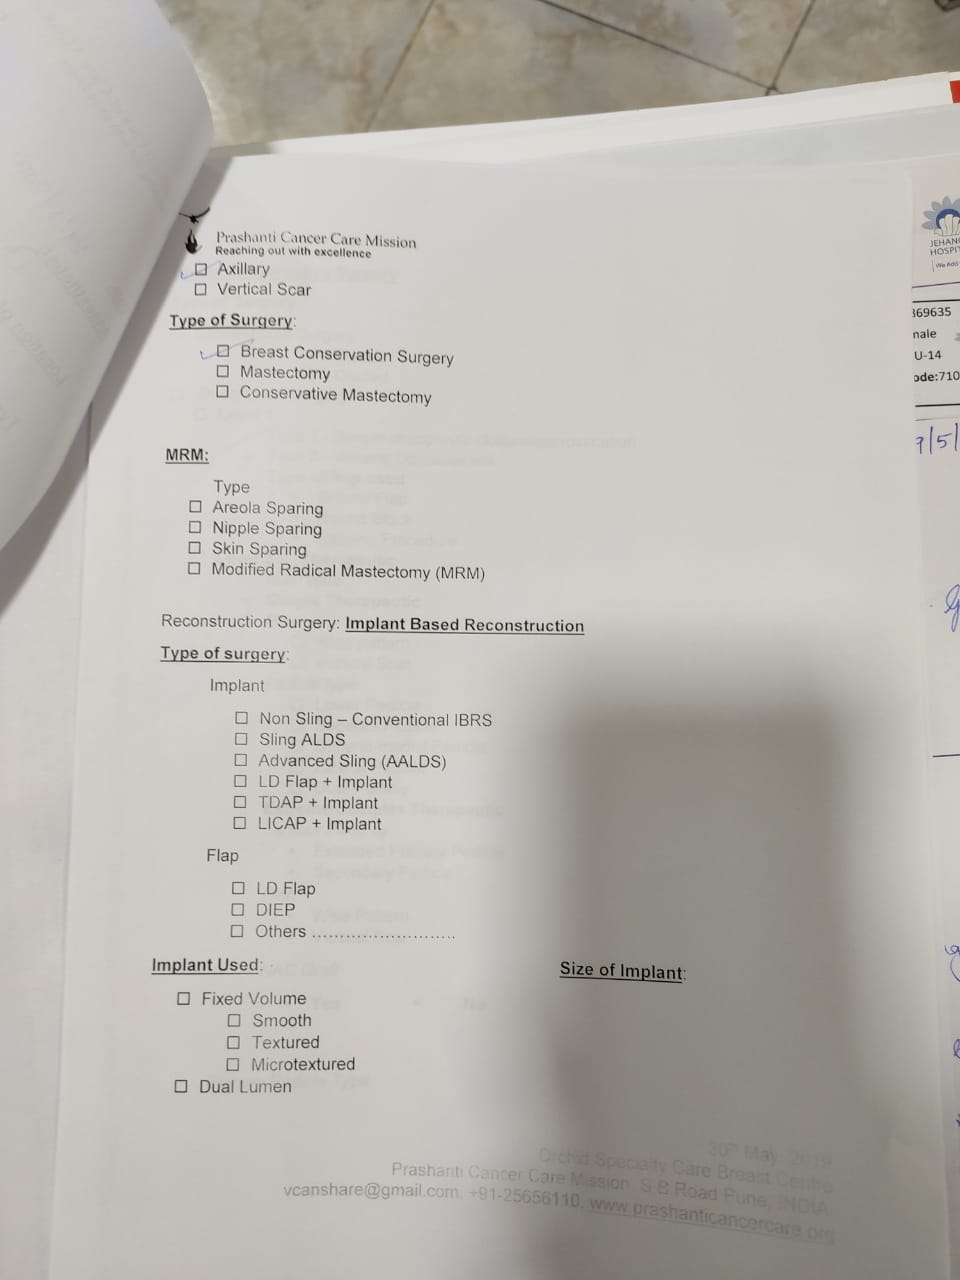 Prashanti Cancer Care Mission
Reaching out with excellence
☑ Axillary
☐ Vertical Scar
Type of Surgery:
☑ Breast Conservation Surgery
☐ Mastectomy
☐ Conservative Mastectomy
MRM:
Type
☐ Areola Sparing
☐ Nipple Sparing
☐ Skin Sparing
☐ Modified Radical Mastectomy (MRM)
Reconstruction Surgery: Implant Based Reconstruction
Type of surgery:
Implant
☐ Non Sling – Conventional IBRS
☐ Sling ALDS
☐ Advanced Sling (AALDS)
☐ LD Flap + Implant
☐ TDAP + Implant
☐ LICAP + Implant
Flap
☐ LD Flap
☐ DIEP
☐ Others ..........................
Implant Used:
Size of Implant:
☐ Fixed Volume
☐ Smooth
☐ Textured
☐ Microtextured
☐ Dual Lumen
30th May, 2019
Orchid Specialty Care Breast Centre
Prashanti Cancer Care Mission, S B Road Pune, INDIA
vcanshare@gmail.com, +91-25656110, www.prashanticancercare.org
JEHANG
HOSPIT
We Add
369635
male
U-14
ode:710
9/5/